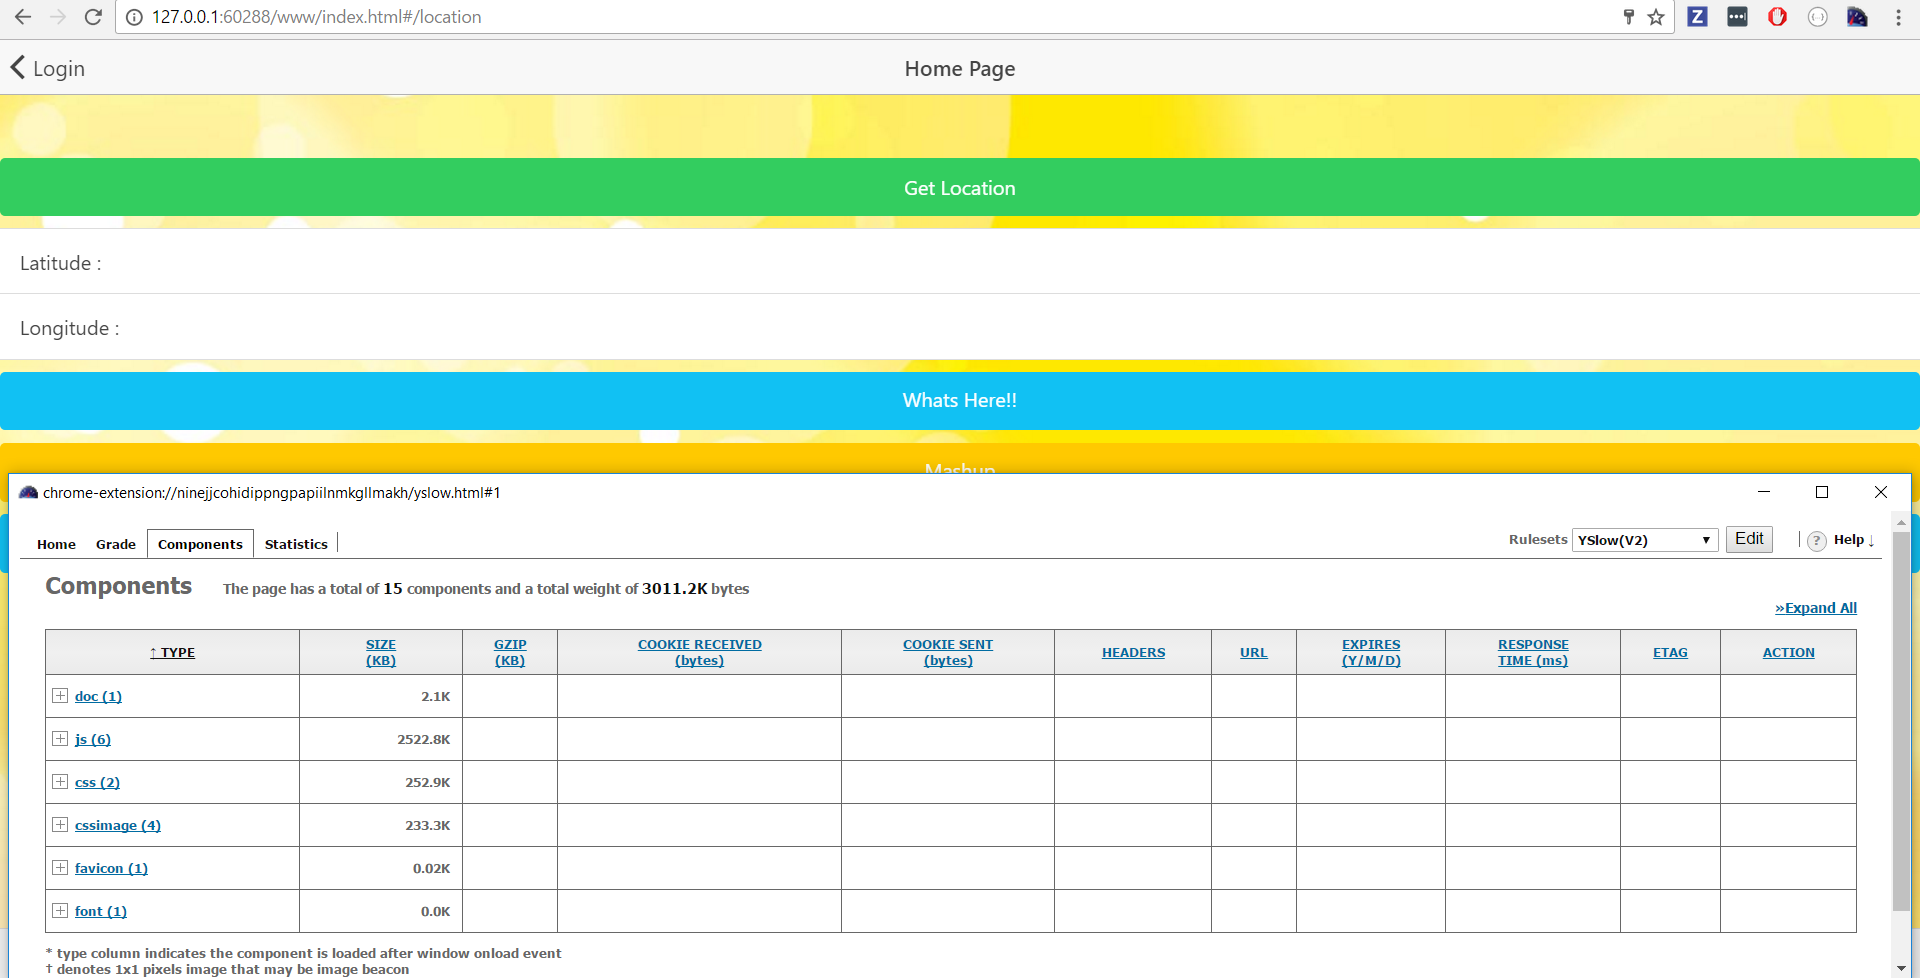 127.0.0.1:60288/www/index.html#/location
Login
Home Page
Get Location
Latitude :
Longitude :
Whats Here!!
Mashup
chrome-extension://ninejjcohidippngpapiilnmkgllmakh/yslow.html#1
Home Grade Components Statistics Rulesets YSlow(V2) Edit ? Help ↓
Components The page has a total of 15 components and a total weight of 3011.2K bytes
»Expand All
↑ TYPE SIZE (KB) GZIP (KB) COOKIE RECEIVED (bytes) COOKIE SENT (bytes) HEADERS URL EXPIRES (Y/M/D) RESPONSE TIME (ms) ETAG ACTION
doc (1) 2.1K
js (6) 2522.8K
css (2) 252.9K
cssimage (4) 233.3K
favicon (1) 0.02K
font (1) 0.0K
* type column indicates the component is loaded after window onload event
† denotes 1x1 pixels image that may be image beacon